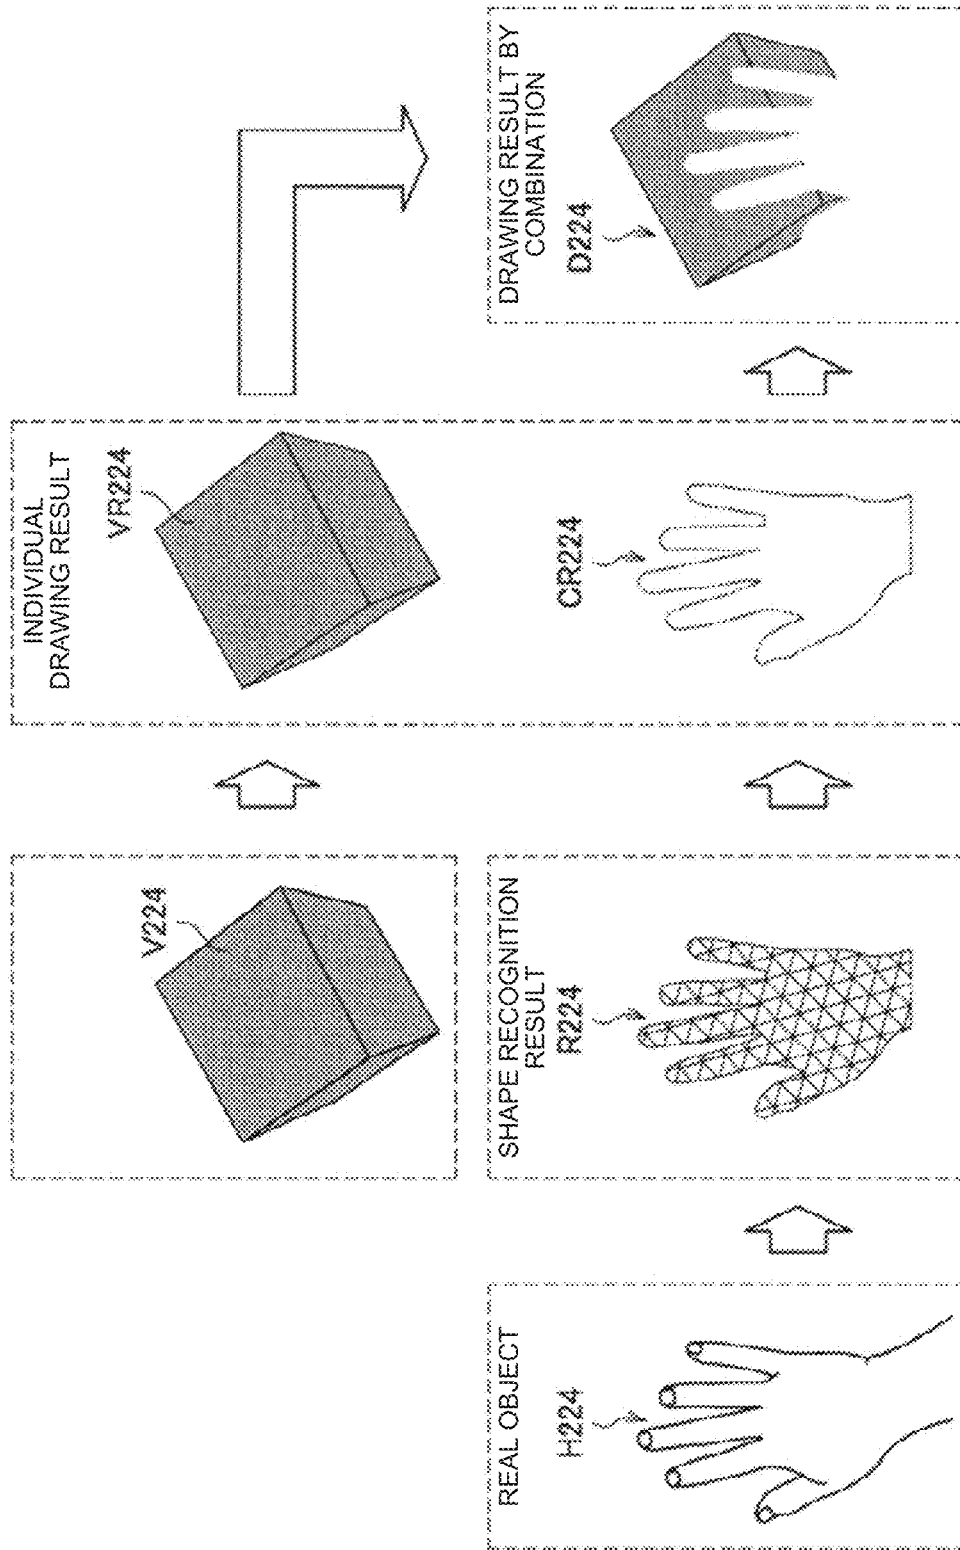 REAL OBJECT
H224
V224
SHAPE RECOGNITION
RESULT
R224
INDIVIDUAL
DRAWING RESULT
VR224
CR224
DRAWING RESULT BY
COMBINATION
D224